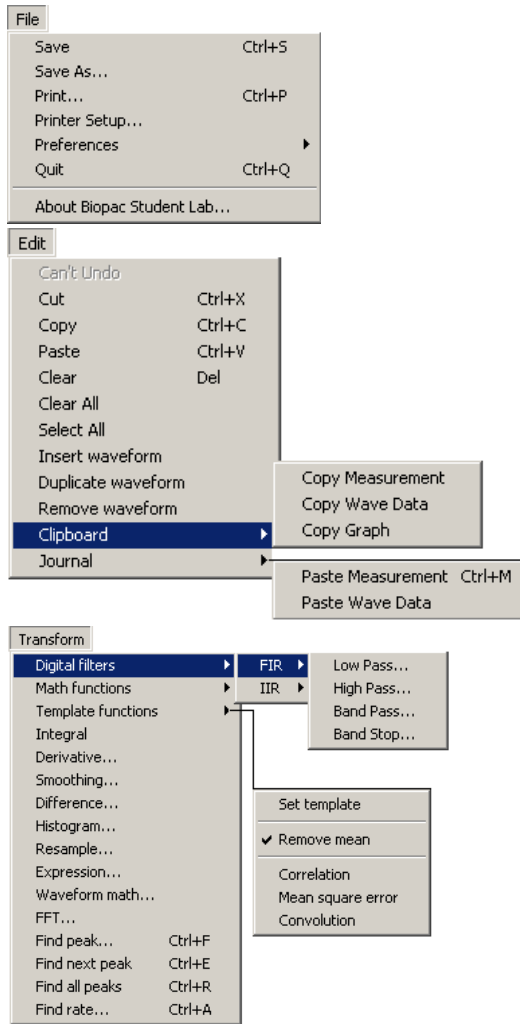 File
Save Ctrl+S
Save As...
Print... Ctrl+P
Printer Setup...
Preferences
Quit Ctrl+Q
About Biopac Student Lab...
Edit
Can't Undo
Cut Ctrl+X
Copy Ctrl+C
Paste Ctrl+V
Clear Del
Clear All
Select All
Insert waveform
Duplicate waveform
Remove waveform
Clipboard
Journal
Copy Measurement
Copy Wave Data
Copy Graph
Paste Measurement Ctrl+M
Paste Wave Data
Transform
Digital filters
Math functions
Template functions
Integral
Derivative...
Smoothing...
Difference...
Histogram...
Resample...
Expression...
Waveform math...
FFT...
Find peak... Ctrl+F
Find next peak Ctrl+E
Find all peaks Ctrl+R
Find rate... Ctrl+A
FIR
IIR
Low Pass...
High Pass...
Band Pass...
Band Stop...
Set template
✓ Remove mean
Correlation
Mean square error
Convolution